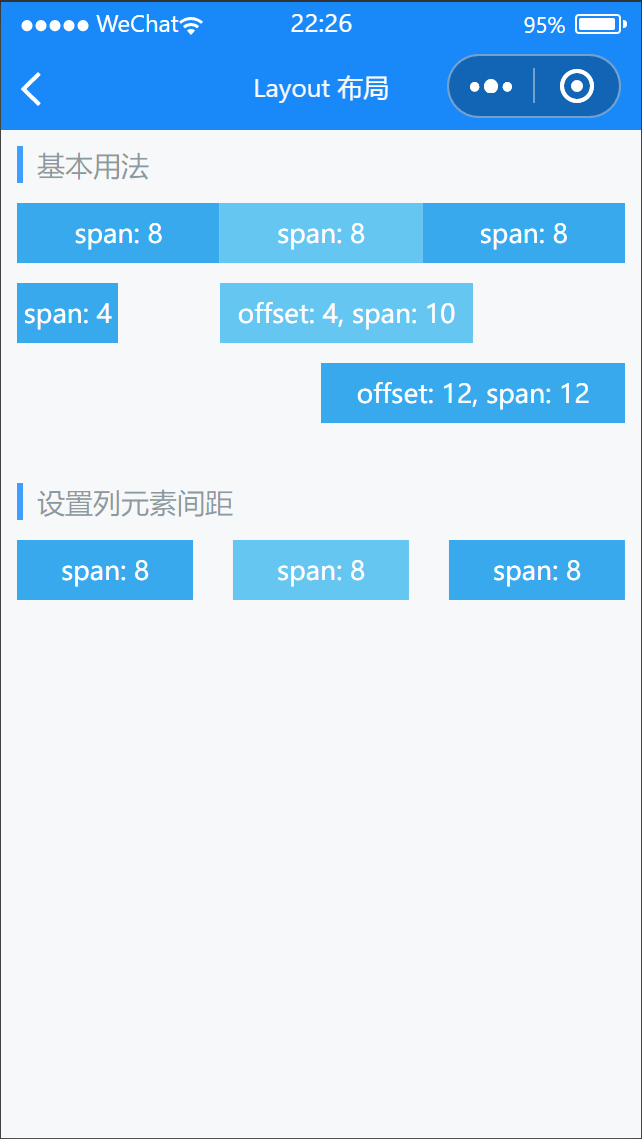 WeChat 22:26 95%
Layout 布局
基本用法
span: 8 span: 8 span: 8
span: 4 offset: 4, span: 10
offset: 12, span: 12
设置列元素间距
span: 8 span: 8 span: 8